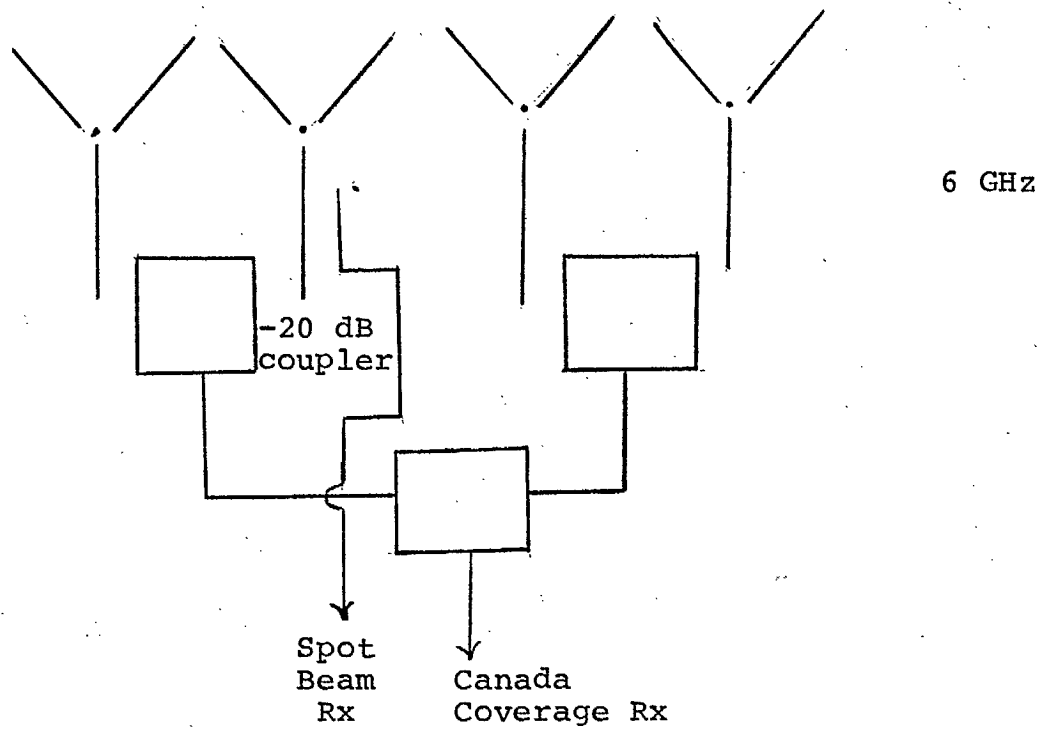 6 GHz
-20 dB
coupler
Spot
Beam
Rx
Canada
Coverage Rx